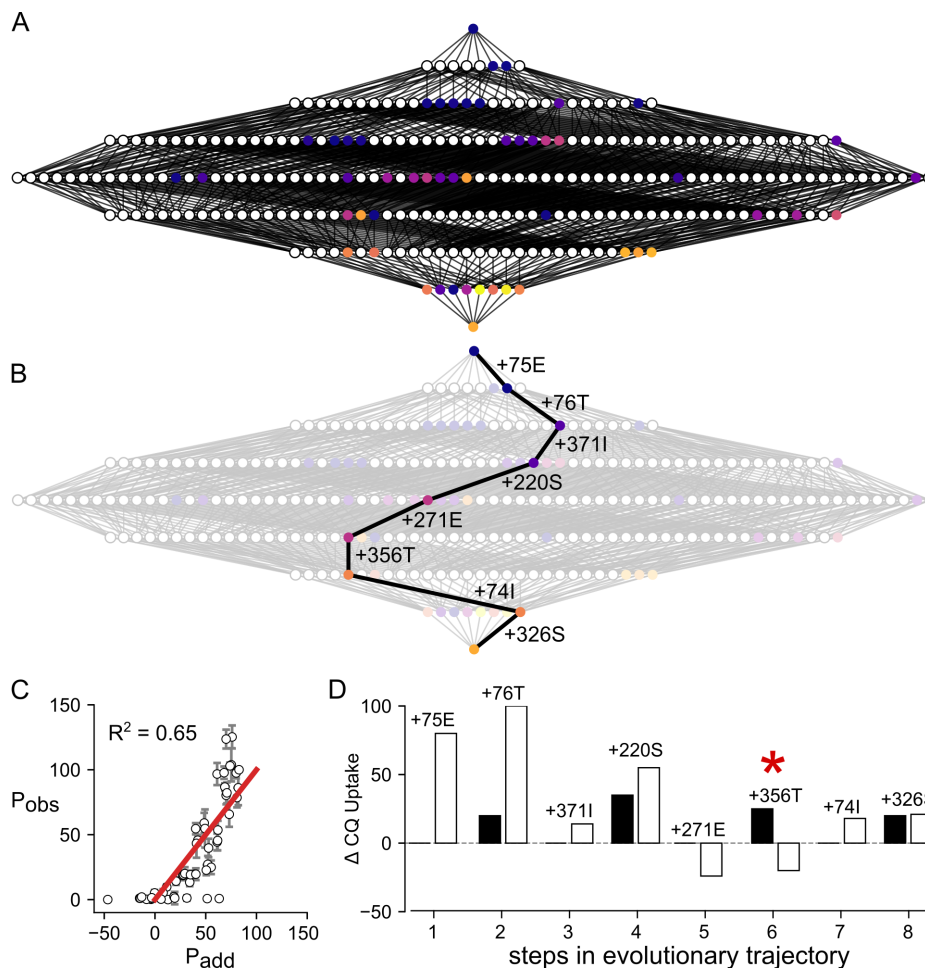 A
B
+75E
+76T
+371I
+220S
+271E
+356T
+74I
+326S
C
150
R² = 0.65
100
Pobs
50
0
−50 0 50 100 150
Padd
D
+76T
100
+75E
+220S
*
50
+371I
+356T
+74I
+326S
+271E
Δ CQ Uptake
0
−50
1 2 3 4 5 6 7 8
steps in evolutionary trajectory